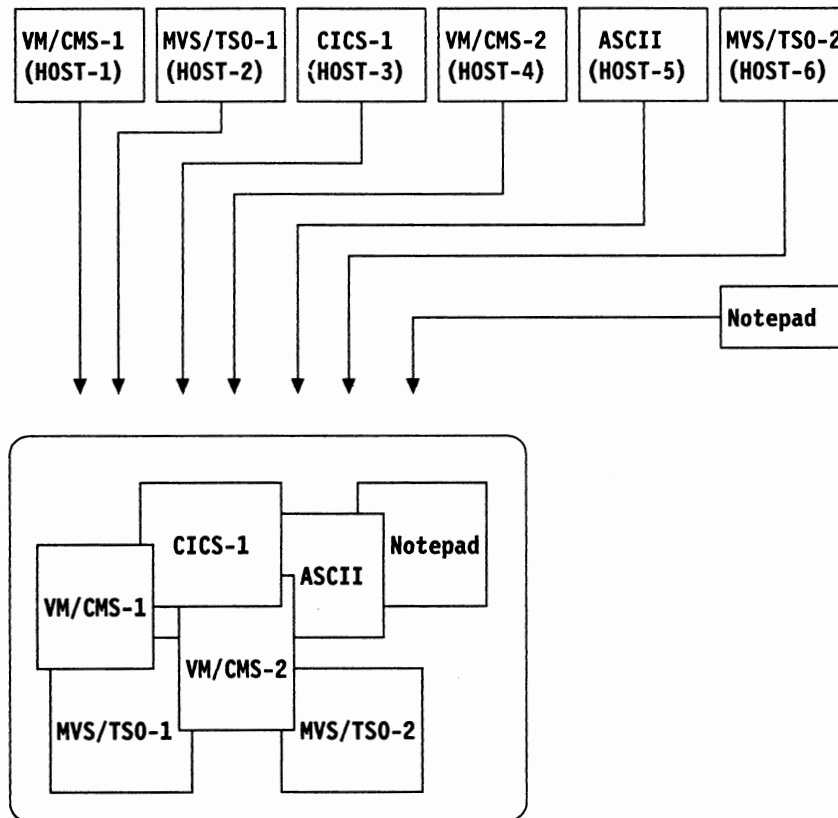 VM/CMS-1
(HOST-1)
MVS/TSO-1
(HOST-2)
CICS-1
(HOST-3)
VM/CMS-2
(HOST-4)
ASCII
(HOST-5)
MVS/TSO-2
(HOST-6)
Notepad
CICS-1
Notepad
ASCII
VM/CMS-1
VM/CMS-2
MVS/TSO-1
MVS/TSO-2